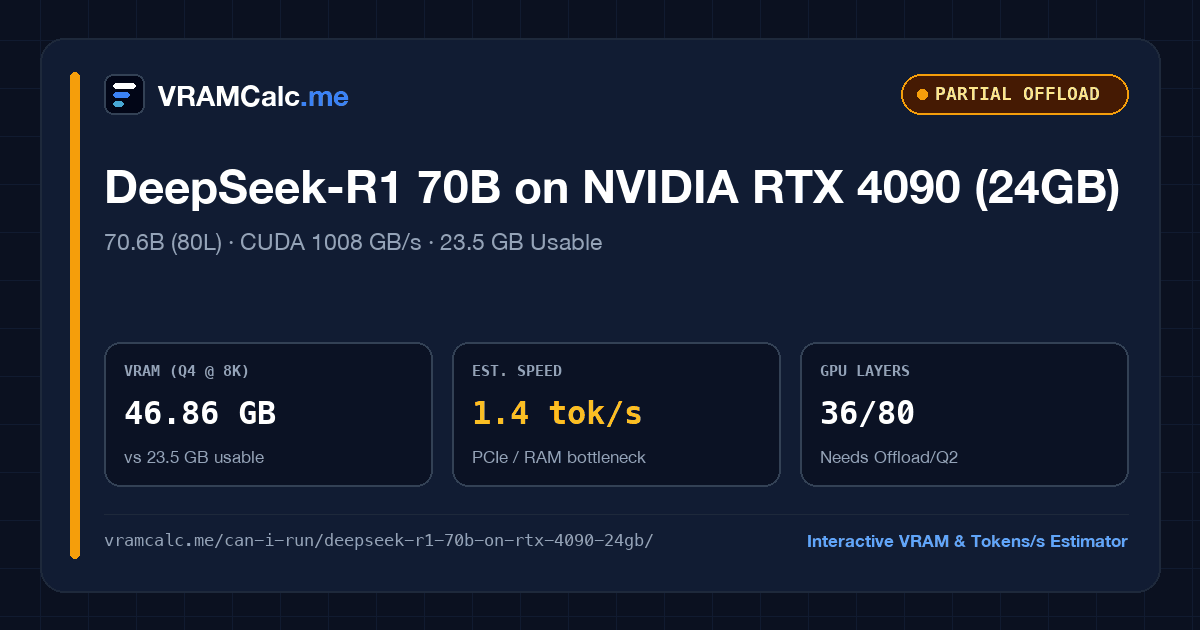 VRAMCalc.me
PARTIAL OFFLOAD
DeepSeek-R1 70B on NVIDIA RTX 4090 (24GB)
70.6B (80L) · CUDA 1008 GB/s · 23.5 GB Usable
VRAM (Q4 @ 8K)
46.86 GB
vs 23.5 GB usable
EST. SPEED
1.4 tok/s
PCIe / RAM bottleneck
GPU LAYERS
36/80
Needs Offload/Q2
vramcalc.me/can-i-run/deepseek-r1-70b-on-rtx-4090-24gb/
Interactive VRAM & Tokens/s Estimator